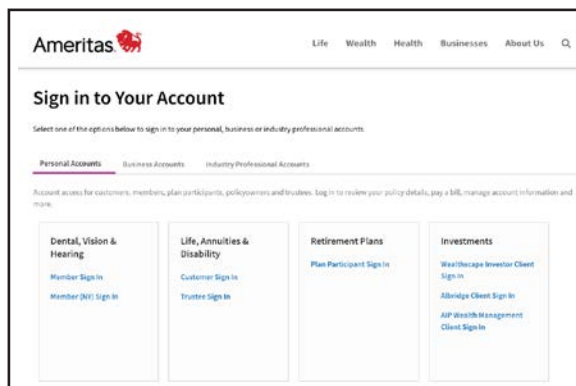 Ameritas
Life Wealth Health Businesses About Us
Sign in to Your Account
Select one of the options below to sign in to your personal, business or industry professional accounts
Personal Accounts Business Accounts Industry Professional Accounts
Account access for customers, members, plan participants, policyowners and trustees. Log in to review your policy details, pay a bill, manage account information and
more.
Dental, Vision &
Hearing
Member Sign In
Member (NY) Sign In
Life, Annuities &
Disability
Customer Sign In
Trustee Sign In
Retirement Plans
Plan Participant Sign In
Investments
Wealthscape Investor Client
Sign In
Albridge Client Sign In
AIP Wealth Management
Client Sign In